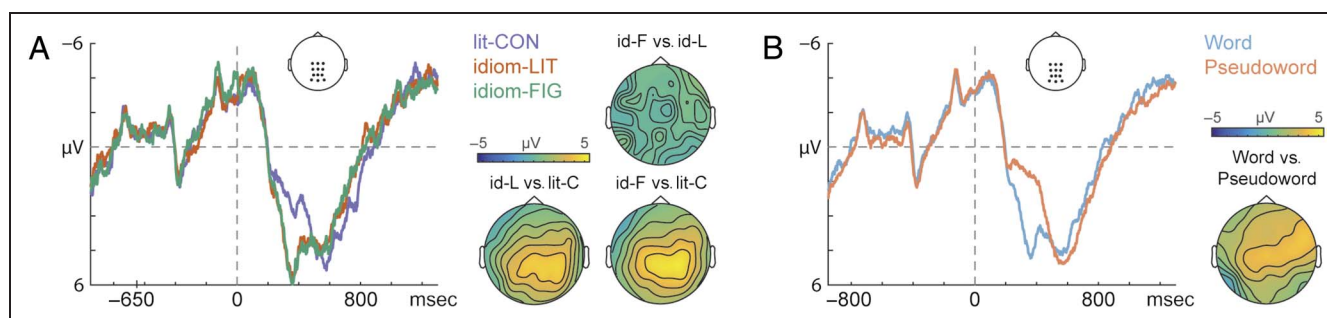 A
−6
μV
6
−650
0
800
msec
lit-CON
idiom-LIT
idiom-FIG
−5 μV 5
id-F vs. id-L
id-L vs. lit-C
id-F vs. lit-C
B
−6
μV
6
−800
0
800
msec
Word
Pseudoword
−5 μV 5
Word vs.
Pseudoword